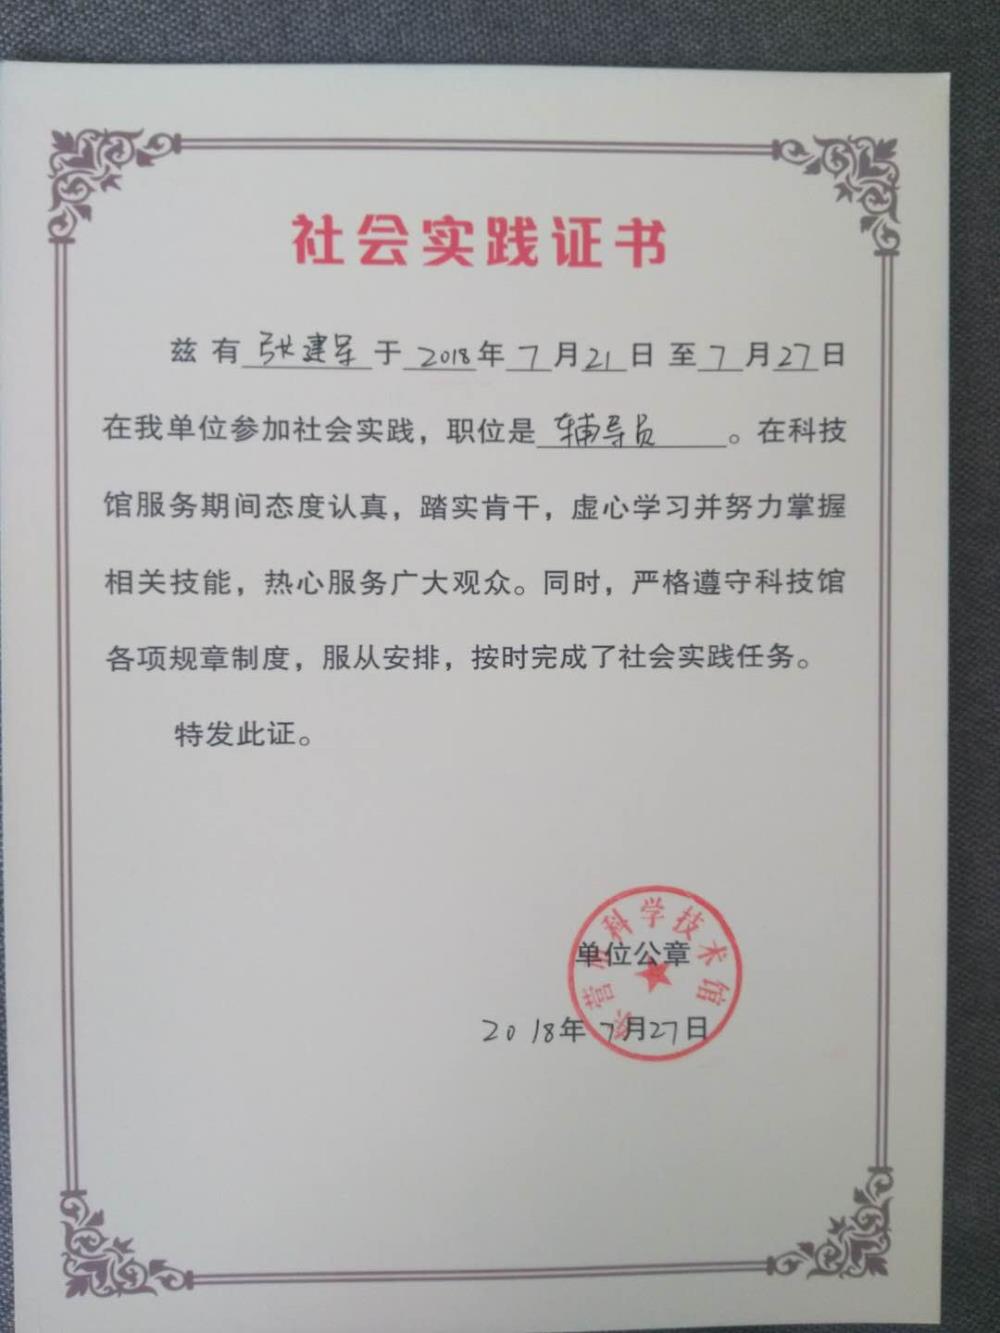 社会实践证书
兹有张建军于2018年7月21日至7月27日
在我单位参加社会实践，职位是辅导员。在科技
馆服务期间态度认真，踏实肯干，虚心学习并努力掌握
相关技能，热心服务广大观众。同时，严格遵守科技馆
各项规章制度，服从安排，按时完成了社会实践任务。
特发此证。
东营市科学技术馆
单位公章
2018年7月27日